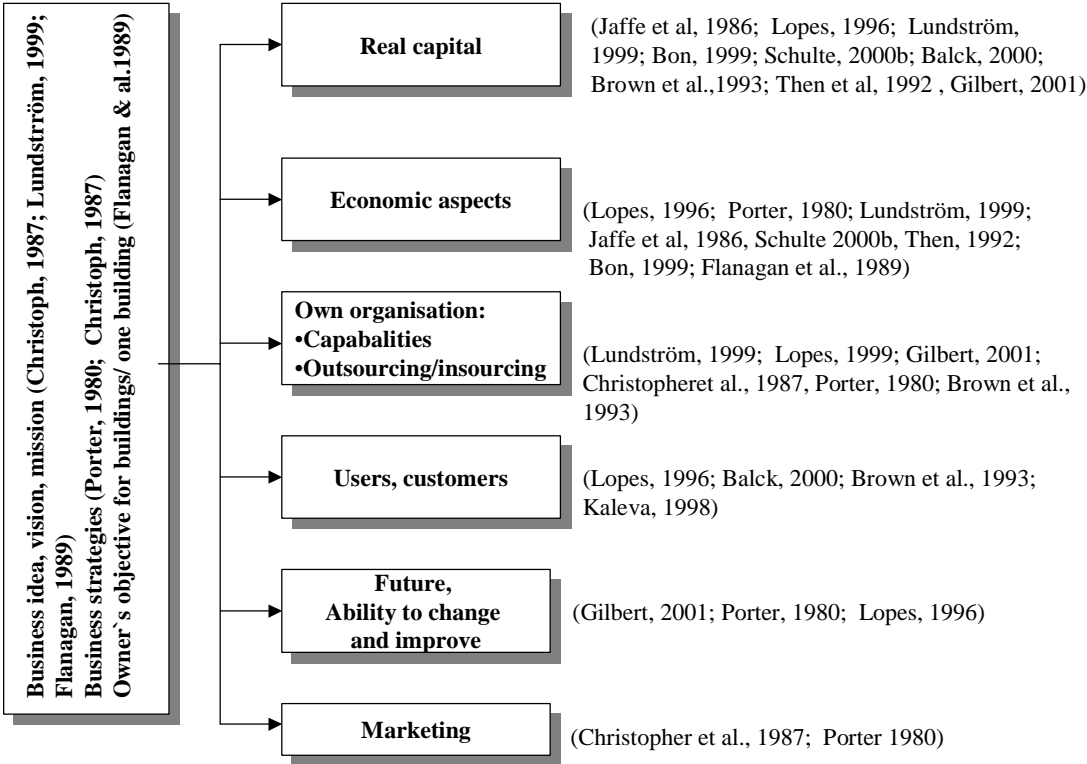 Business idea, vision, mission (Christoph, 1987; Lundström, 1999;
Flanagan, 1989)
Business strategies (Porter, 1980; Christoph, 1987)
Owner`s objective for buildings/ one building (Flanagan & al.1989)
Real capital
(Jaffe et al, 1986; Lopes, 1996; Lundström,
1999; Bon, 1999; Schulte, 2000b; Balck, 2000;
Brown et al.,1993; Then et al, 1992 , Gilbert, 2001)
Economic aspects
(Lopes, 1996; Porter, 1980; Lundström, 1999;
Jaffe et al, 1986, Schulte 2000b, Then, 1992;
Bon, 1999; Flanagan et al., 1989)
Own organisation:
•Capabalities
•Outsourcing/insourcing
(Lundström, 1999; Lopes, 1999; Gilbert, 2001;
Christopheret al., 1987, Porter, 1980; Brown et al.,
1993)
Users, customers
(Lopes, 1996; Balck, 2000; Brown et al., 1993;
Kaleva, 1998)
Future,
Ability to change
and improve
(Gilbert, 2001; Porter, 1980; Lopes, 1996)
Marketing
(Christopher et al., 1987; Porter 1980)